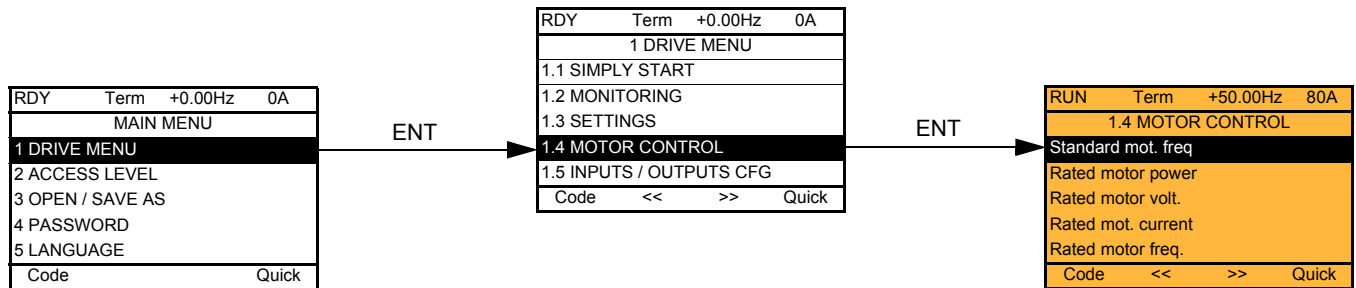 RDY Term +0.00Hz 0A
MAIN MENU
1 DRIVE MENU
2 ACCESS LEVEL
3 OPEN / SAVE AS
4 PASSWORD
5 LANGUAGE
Code Quick
ENT
RDY Term +0.00Hz 0A
1 DRIVE MENU
1.1 SIMPLY START
1.2 MONITORING
1.3 SETTINGS
1.4 MOTOR CONTROL
1.5 INPUTS / OUTPUTS CFG
Code << >> Quick
ENT
RUN Term +50.00Hz 80A
1.4 MOTOR CONTROL
Standard mot. freq
Rated motor power
Rated motor volt.
Rated mot. current
Rated motor freq.
Code << >> Quick